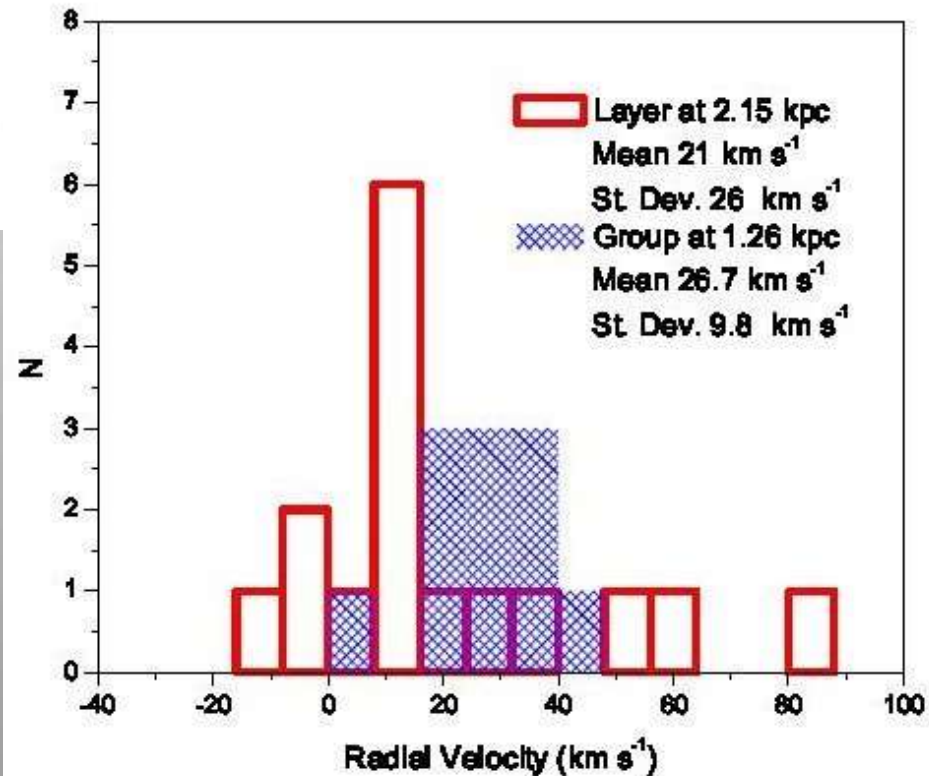 8
7
6
5
4
3
2
1
0
N
Layer at 2.15 kpc
Mean 21 km s⁻¹
St. Dev. 26 km s⁻¹
Group at 1.26 kpc
Mean 26.7 km s⁻¹
St. Dev. 9.8 km s⁻¹
-40 -20 0 20 40 60 80 100
Radial Velocity (km s⁻¹)